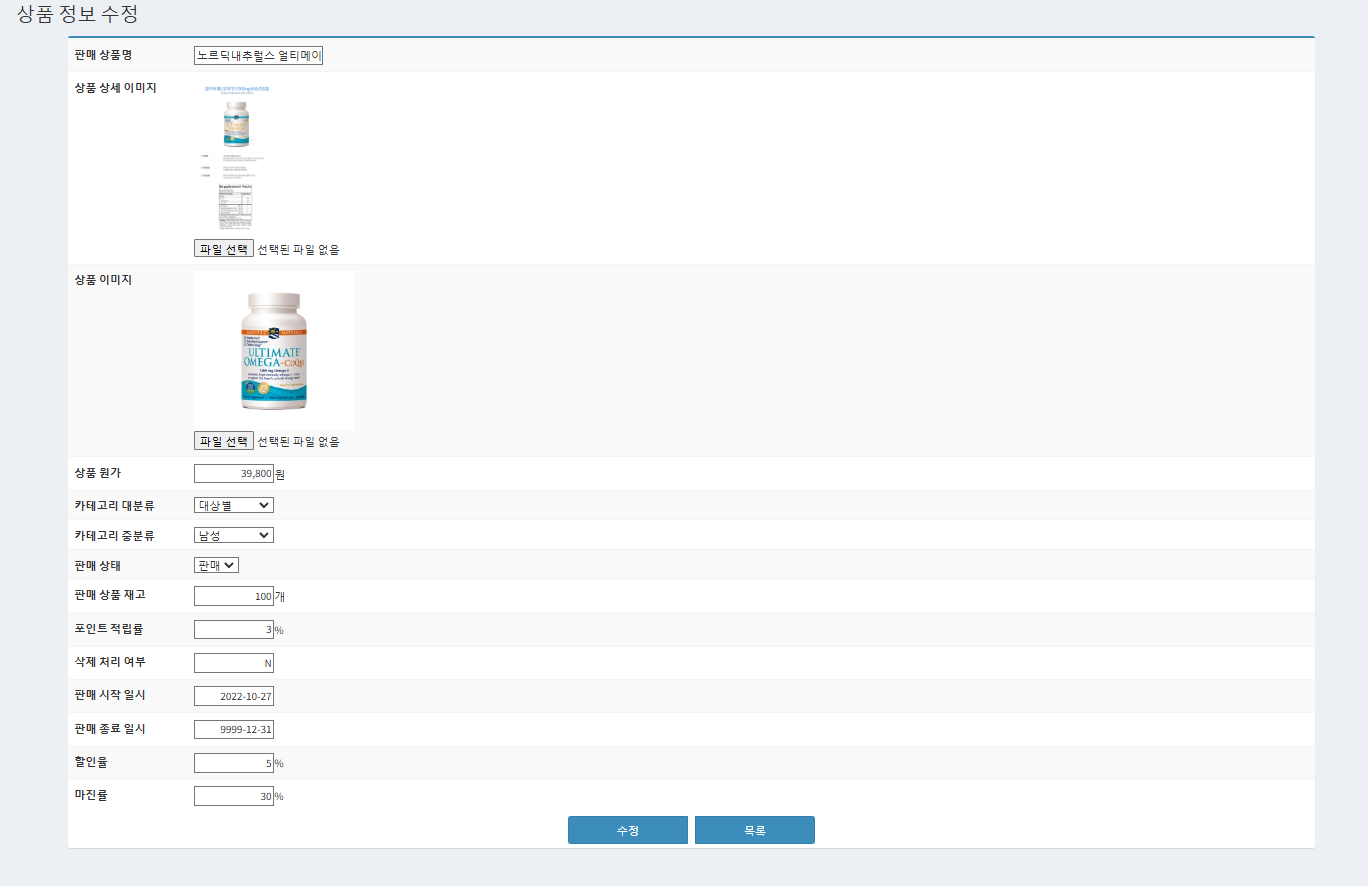 상품 정보 수정
판매 상품명 노르딕내추럴스 얼티메이
상품 상세 이미지
Supplement Facts
파일 선택 선택된 파일 없음
상품 이미지
ULTIMATE
OMEGA+CoQ10
파일 선택 선택된 파일 없음
상품 원가 39,800 원
카테고리 대분류 대상별
카테고리 중분류 남성
판매 상태 판매
판매 상품 재고 100 개
포인트 적립률 3 %
삭제 처리 여부 N
판매 시작 일시 2022-10-27
판매 종료 일시 9999-12-31
할인율 5 %
마진률 30 %
수정 목록